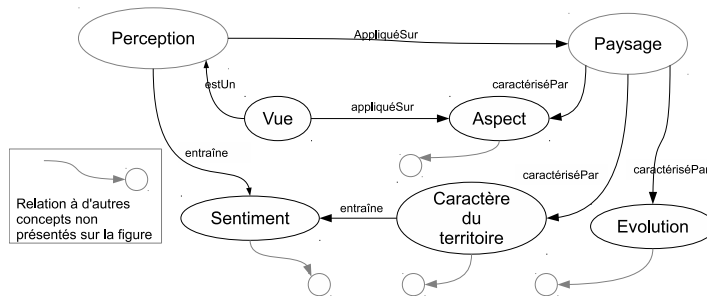 Perception
AppliquéSur
Paysage
estUn
caractériséPar
Vue
appliquéSur
Aspect
entraîne
caractériséPar
caractériséPar
Relation à d'autres
concepts non
présentés sur la figure
Sentiment
entraîne
Caractère
du
territoire
Evolution